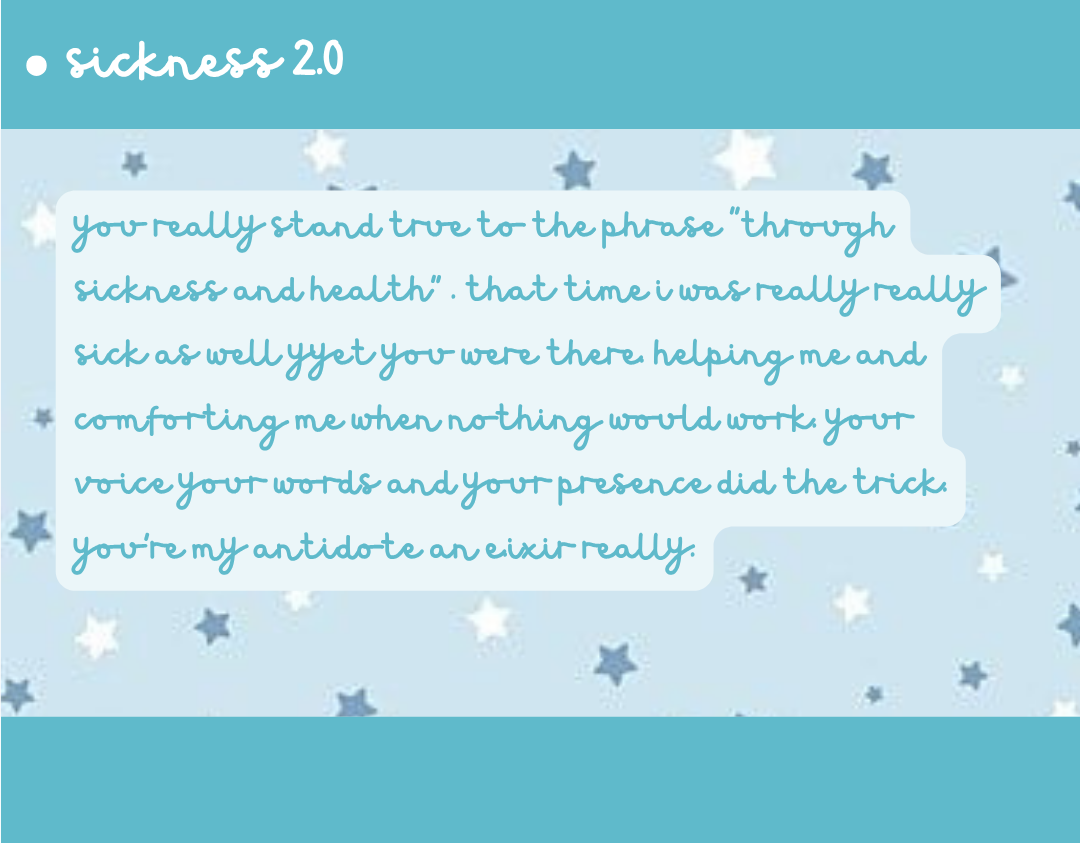 • sickness 2.0
you really stand true to the phrase "through
sickness and health" . that time i was really really
sick as well yyet you were there. helping me and
comforting me when nothing would work. your
voice your words and your presence did the trick.
you're my antidote an eixir really.